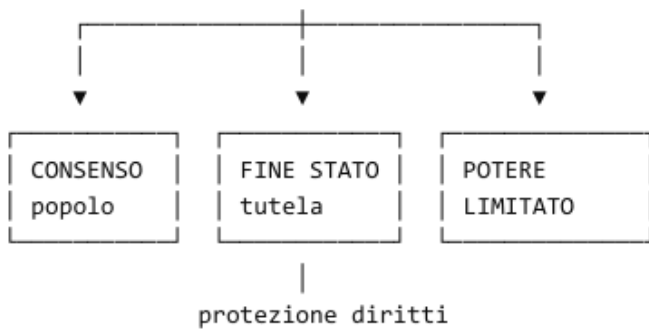 CONSENSO FINE STATO POTERE
popolo tutela LIMITATO
protezione diritti